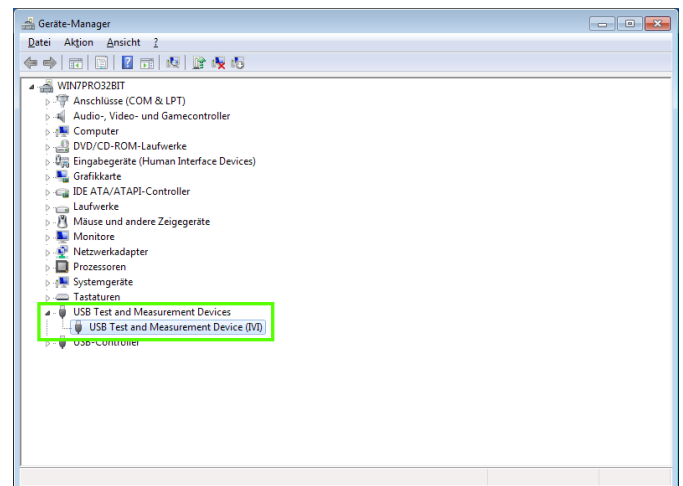 Geräte-Manager
Datei Aktion Ansicht ?
WIN7PRO32BIT
Anschlüsse (COM & LPT)
Audio-, Video- und Gamecontroller
Computer
DVD/CD-ROM-Laufwerke
Eingabegeräte (Human Interface Devices)
Grafikkarte
IDE ATA/ATAPI-Controller
Laufwerke
Mäuse und andere Zeigegeräte
Monitore
Netzwerkadapter
Prozessoren
Systemgeräte
Tastaturen
USB Test and Measurement Devices
USB Test and Measurement Device (IVI)
USB-Controller